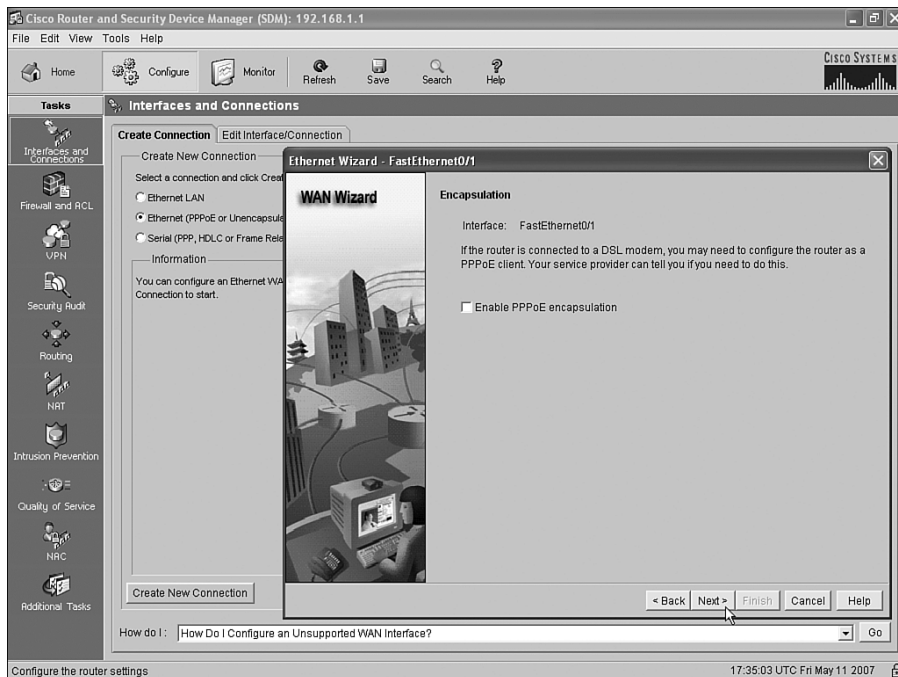 Cisco Router and Security Device Manager (SDM): 192.168.1.1
File Edit View Tools Help
Home Configure Monitor Refresh Save Search Help
CISCO SYSTEMS
Tasks
Interfaces and Connections
Interfaces and Connections
Firewall and ACL
VPN
Security Audit
Routing
NAT
Intrusion Prevention
Quality of Service
NAC
Additional Tasks
Create Connection Edit Interface/Connection
Create New Connection
Select a connection and click
Ethernet LAN
Ethernet (PPPoE or
Serial (PPP, HDLC or Frame
Information
You can configure an Ethernet
Connection to start.
Create New Connection
Ethernet Wizard - FastEthernet0/1
WAN Wizard
Encapsulation
Interface: FastEthernet0/1
If the router is connected to a DSL modem, you may need to configure the router as a
PPPoE client. Your service provider can tell you if you need to do this.
Enable PPPoE encapsulation
< Back Next > Finish Cancel Help
How do I: How Do I Configure an Unsupported WAN Interface? Go
Configure the router settings 17:35:03 UTC Fri May 11 2007